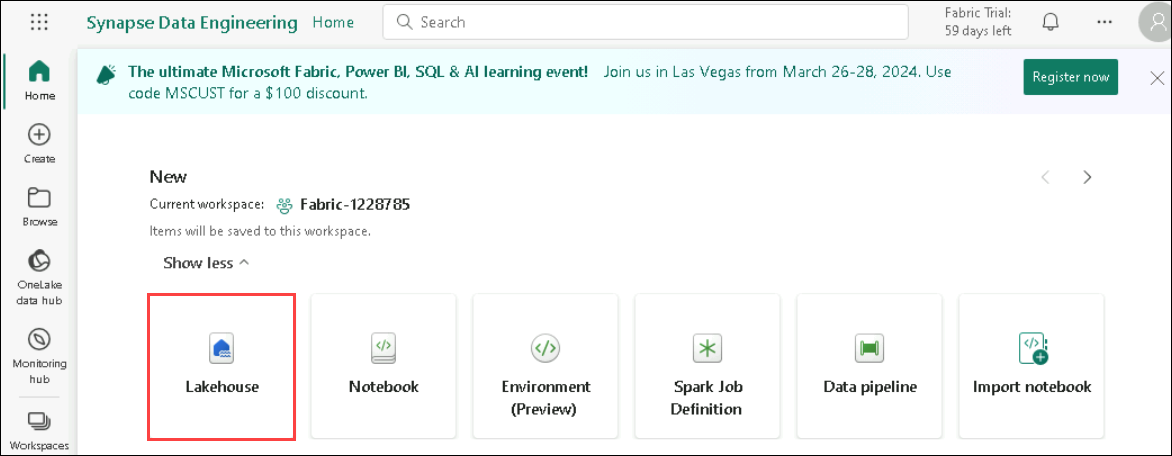 Synapse Data Engineering Home Search Fabric Trial:
59 days left
The ultimate Microsoft Fabric, Power BI, SQL & AI learning event! Join us in Las Vegas from March 26-28, 2024. Use
code MSCUST for a $100 discount.
Register now
Home
Create
Browse
OneLake
data hub
Monitoring
hub
Workspaces
New
Current workspace: Fabric-1228785
Items will be saved to this workspace.
Show less
Lakehouse
Notebook
Environment
(Preview)
Spark Job
Definition
Data pipeline
Import notebook